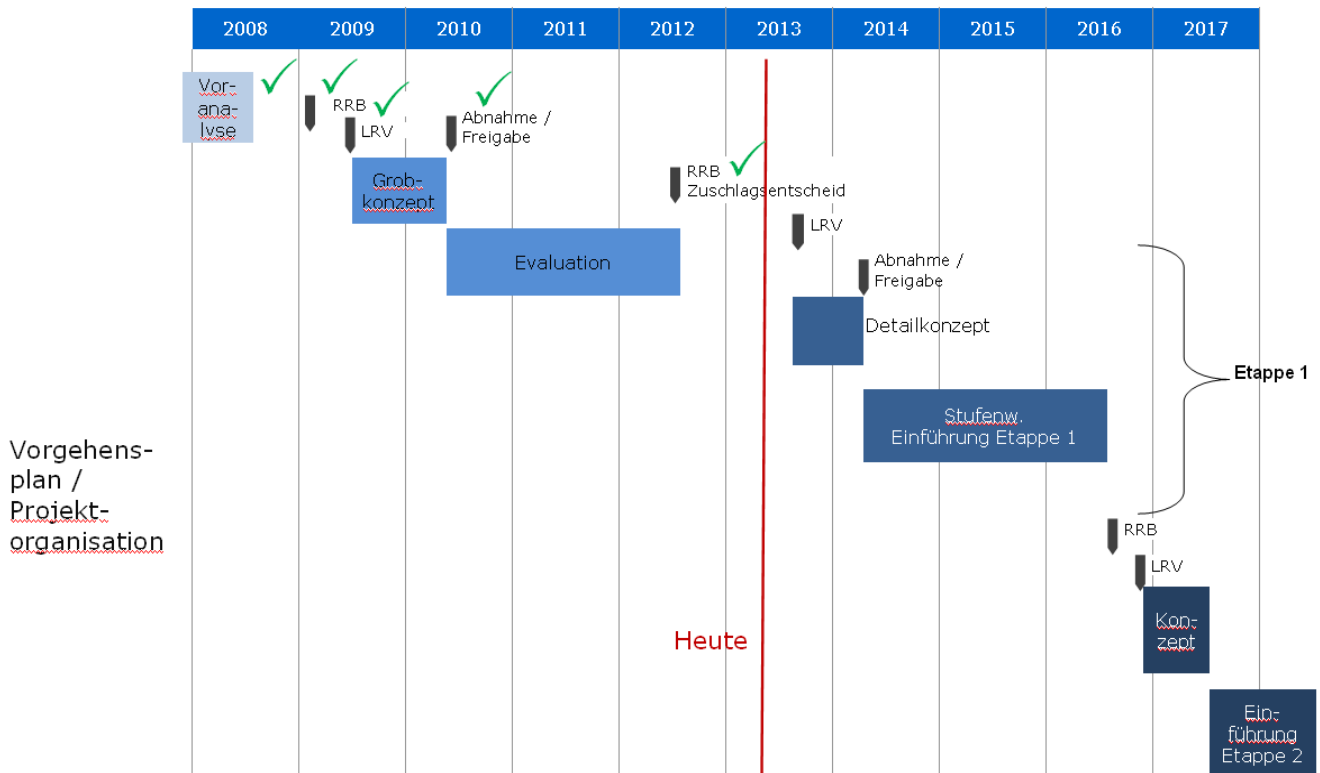 2008 2009 2010 2011 2012 2013 2014 2015 2016 2017
Vor-
ana-
lyse
RRB
LRV
Abnahme /
Freigabe
Grob-
konzept
RRB
Zuschlagsentscheid
LRV
Evaluation
Abnahme /
Freigabe
Detailkonzept
Etappe 1
Stufenw.
Einführung Etappe 1
Vorgehens-
plan /
Projekt-
organisation
RRB
LRV
Heute
Kon-
zept
Ein-
führung
Etappe 2